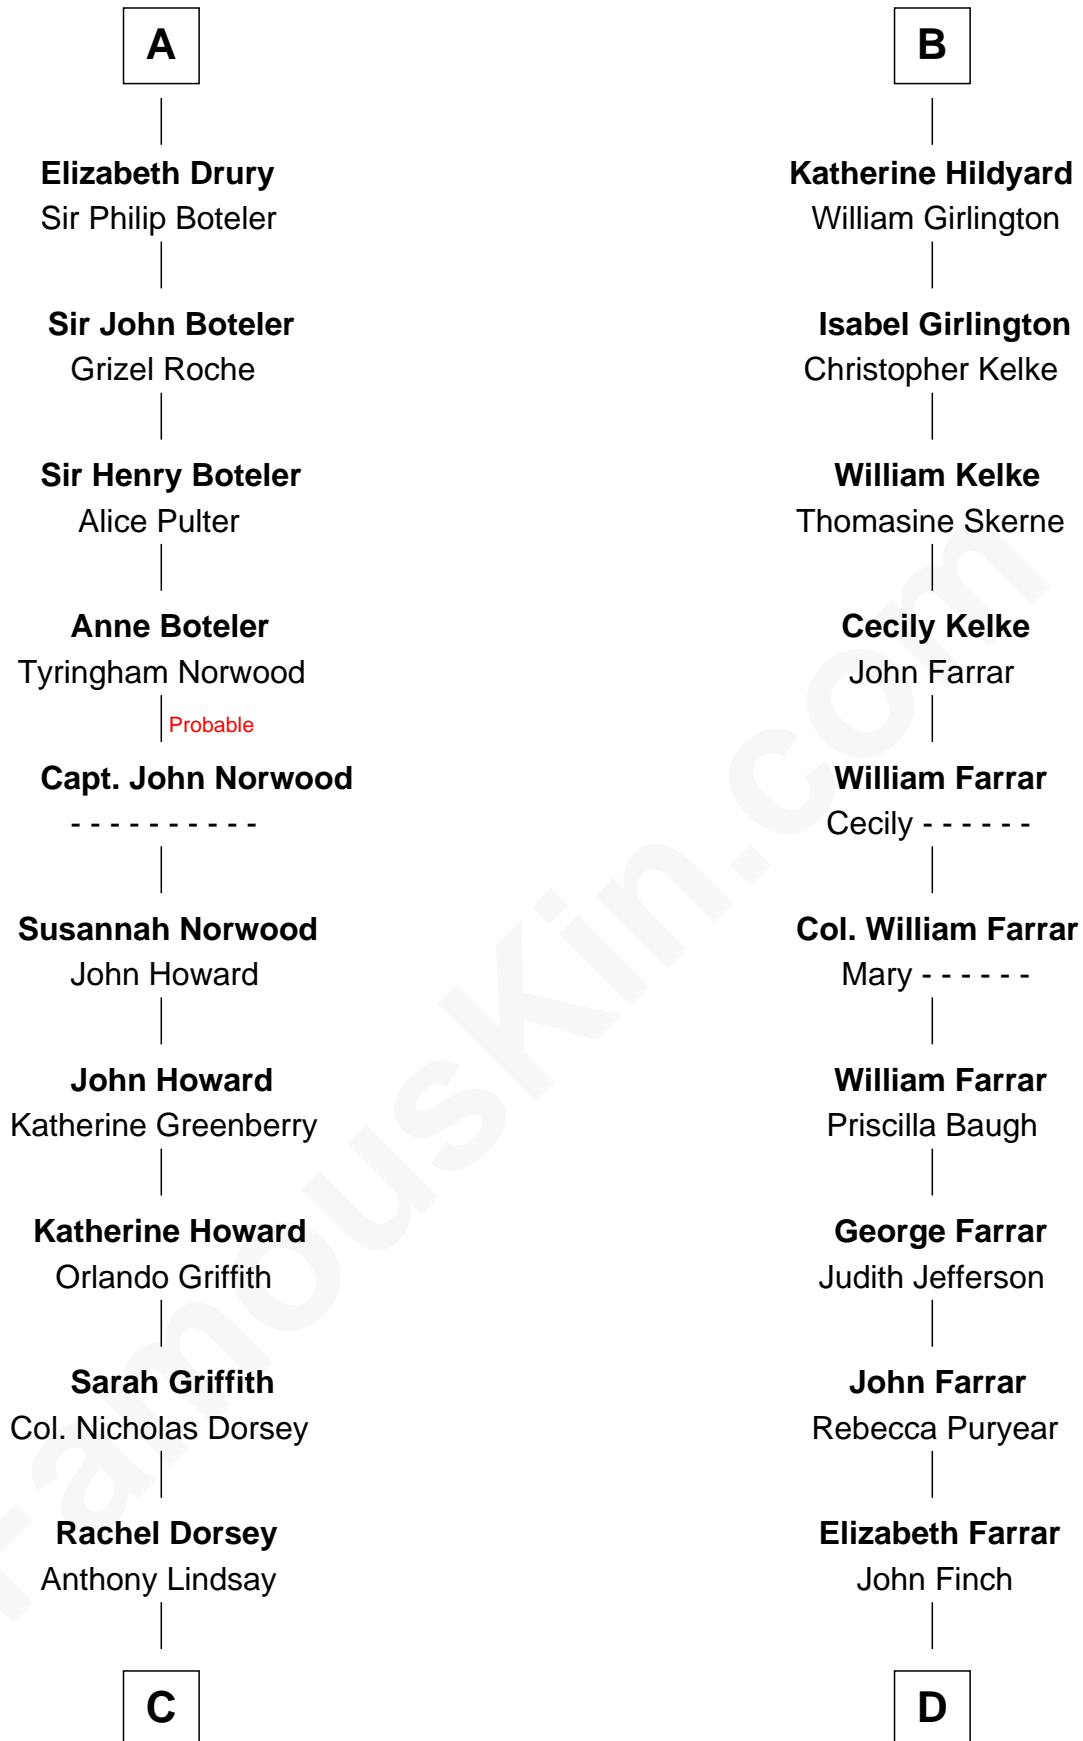 A
Elizabeth Drury
Sir Philip Boteler
Sir John Boteler
Grizel Roche
Sir Henry Boteler
Alice Pulter
Anne Boteler
Tyringham Norwood
Probable
Capt. John Norwood
- - - - - - - - - -
Susannah Norwood
John Howard
John Howard
Katherine Greenberry
Katherine Howard
Orlando Griffith
Sarah Griffith
Col. Nicholas Dorsey
Rachel Dorsey
Anthony Lindsay
C
B
Katherine Hildyard
William Girlington
Isabel Girlington
Christopher Kelke
William Kelke
Thomasine Skerne
Cecily Kelke
John Farrar
William Farrar
Cecily - - - - - -
Col. William Farrar
Mary - - - - - -
William Farrar
Priscilla Baugh
George Farrar
Judith Jefferson
John Farrar
Rebecca Puryear
Elizabeth Farrar
John Finch
D
FamousKin.com